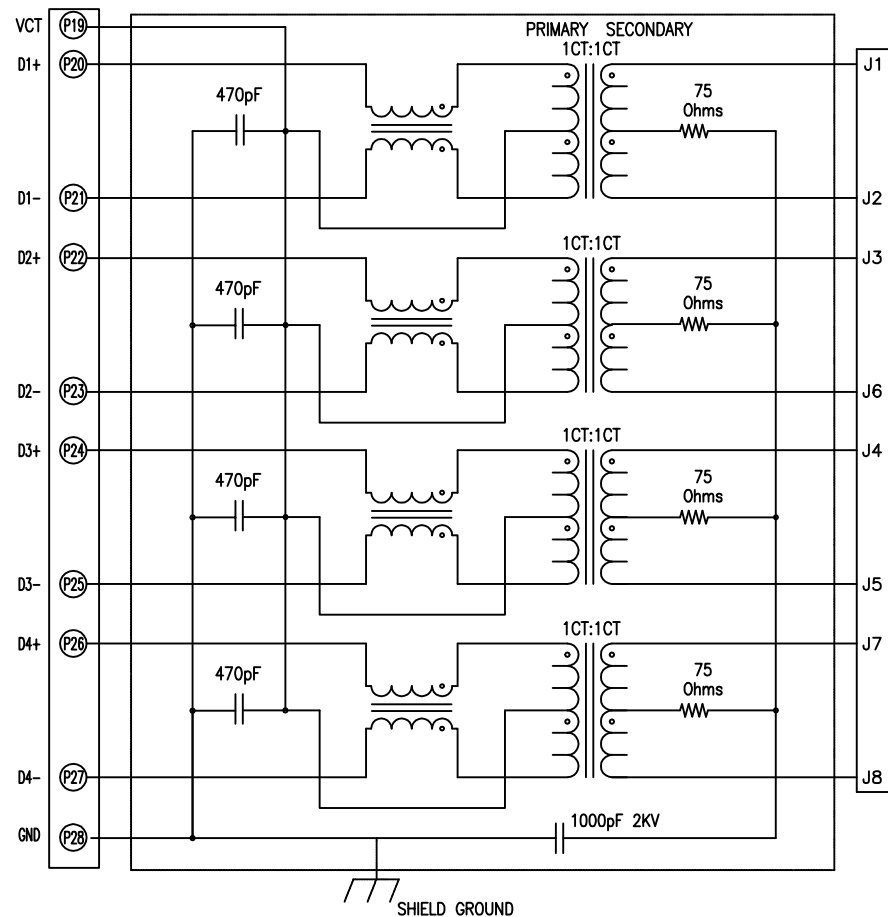 VCT P19
PRIMARY SECONDARY
1CT:1CT
D1+ P20
J1
470pF
75
Ohms
D1- P21
J2
1CT:1CT
D2+ P22
J3
470pF
75
Ohms
D2- P23
J6
1CT:1CT
D3+ P24
J4
470pF
75
Ohms
D3- P25
J5
1CT:1CT
D4+ P26
J7
470pF
75
Ohms
D4- P27
J8
1000pF 2KV
GND P28
SHIELD GROUND